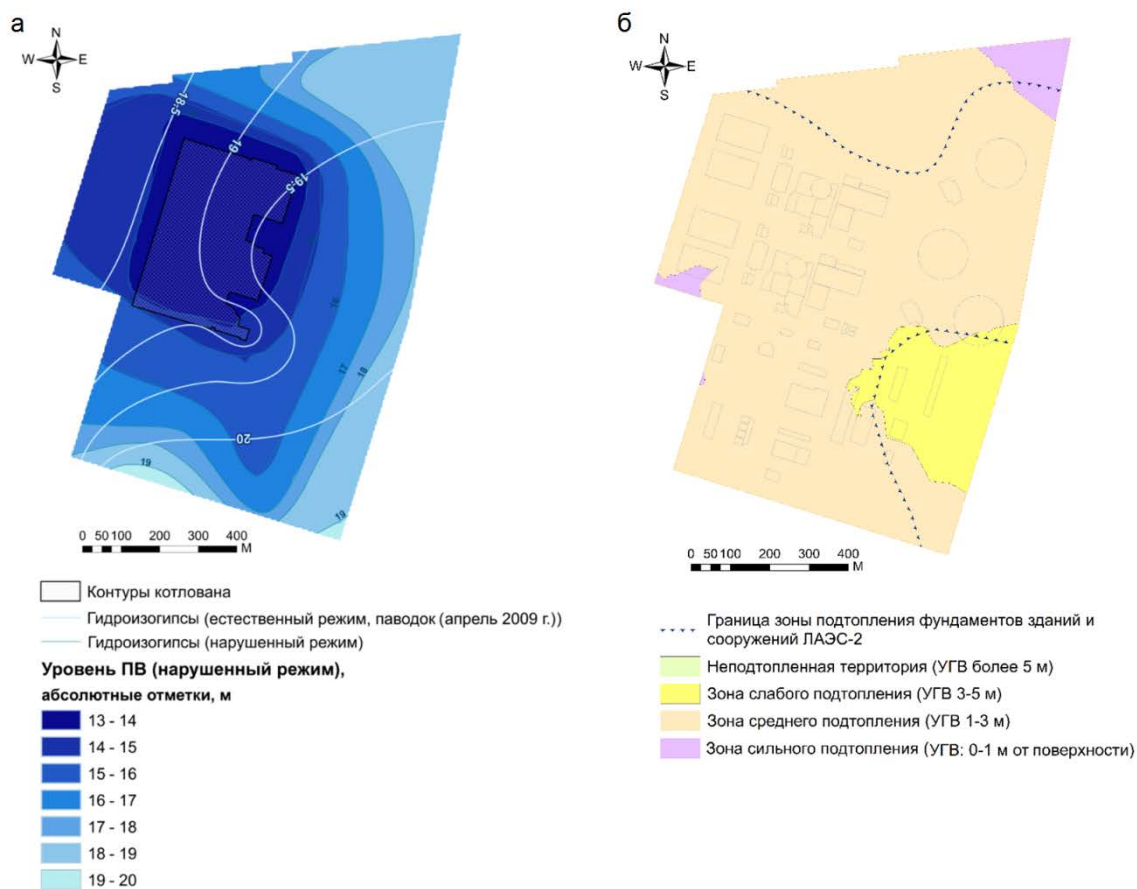 а
N
W E
S
18.5
19
19.5
16
17
18
20
19
19
0 50 100 200 300 400
М
Контуры котлована
Гидроизогипсы (естественный режим, паводок (апрель 2009 г.))
Гидроизогипсы (нарушенный режим)
Уровень ПВ (нарушенный режим),
абсолютные отметки, м
13 - 14
14 - 15
15 - 16
16 - 17
17 - 18
18 - 19
19 - 20
б
N
W E
S
0 50 100 200 300 400
М
Граница зоны подтопления фундаментов зданий и
сооружений ЛАЭС-2
Неподтопленная территория (УГВ более 5 м)
Зона слабого подтопления (УГВ 3-5 м)
Зона среднего подтопления (УГВ 1-3 м)
Зона сильного подтопления (УГВ: 0-1 м от поверхности)